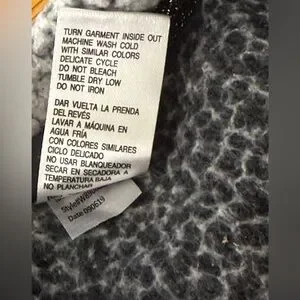 TURN GARMENT INSIDE OUT
MACHINE WASH COLD
WITH SIMILAR COLORS
DELICATE CYCLE
DO NOT BLEACH
TUMBLE DRY LOW
DO NOT IRON
DAR VUELTA LA PRENDA
DEL REVÉS
LAVAR A MÁQUINA EN
AGUA FRÍA
CON COLORES SIMILARES
CICLO DELICADO
NO USAR BLANQUEADOR
SECAR EN SECADORA A
TEMPERATURA BAJA
NO PLANCHAR
Date 090619